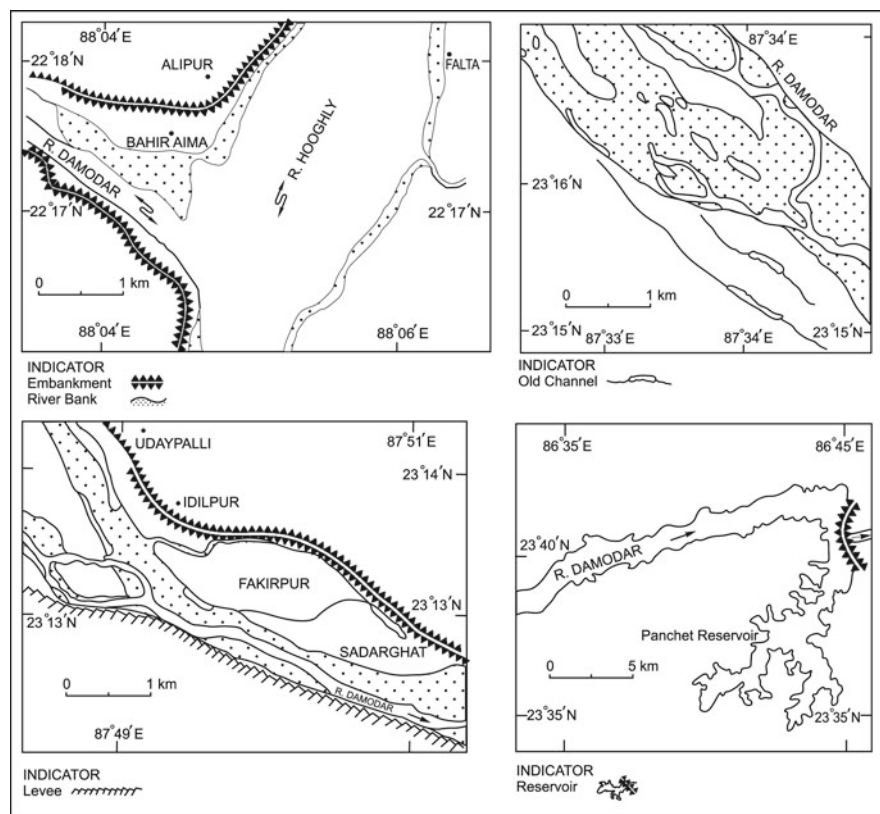 88°04′E
22°18′N
ALIPUR
FALTA
BAHIR AIMA
R. DAMODAR
R. HOOGHLY
22°17′N
22°17′N
0 1 km
88°04′E
88°06′E
INDICATOR
Embankment
River Bank
87°34′E
R. DAMODAR
23°16′N
0 1 km
23°15′N
23°15′N
87°33′E
87°34′E
INDICATOR
Old Channel
87°51′E
UDAYPALLI
23°14′N
IDILPUR
FAKIRPUR
23°13′N
23°13′N
SADARGHAT
0 1 km
R. DAMODAR
87°49′E
INDICATOR
Levee
86°35′E
86°45′E
23°40′N
R. DAMODAR
Panchet Reservoir
0 5 km
23°35′N
23°35′N
INDICATOR
Reservoir